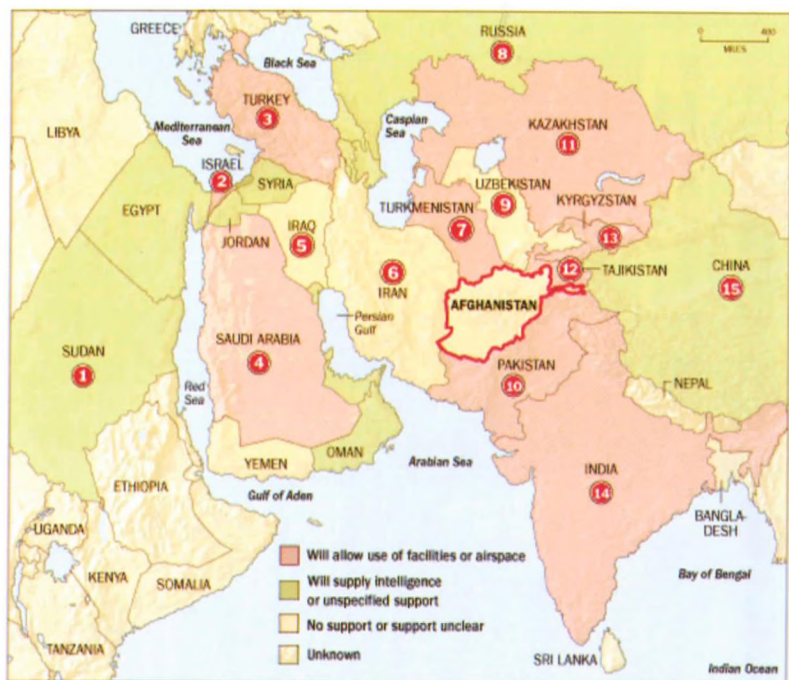 GREECE
Black Sea
RUSSIA
8
0 400
MILES
TURKEY
3
Mediterranean
Sea
Caspian
Sea
KAZAKHSTAN
11
LIBYA
ISRAEL
2
SYRIA
UZBEKISTAN
9
KYRGYZSTAN
13
EGYPT
JORDAN
IRAQ
5
TURKMENISTAN
7
6
IRAN
12
TAJIKISTAN
CHINA
15
AFGHANISTAN
Persian
Gulf
SAUDI ARABIA
4
SUDAN
1
PAKISTAN
10
NEPAL
Red
Sea
YEMEN
OMAN
Arabian Sea
INDIA
14
ETHIOPIA
Gulf of Aden
BANGLA-
DESH
UGANDA
KENYA
SOMALIA
TANZANIA
Bay of Bengal
SRI LANKA
Indian Ocean
Will allow use of facilities or airspace
Will supply intelligence
or unspecified support
No support or support unclear
Unknown